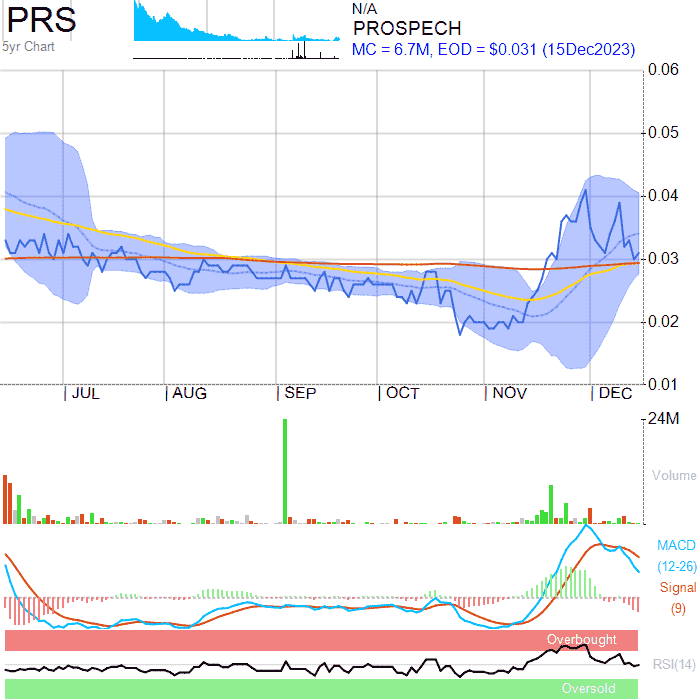 PRS
5yr Chart
N/A
PROSPECH
MC = 6.7M, EOD = $0.031 (15Dec2023)
0.06
0.05
0.04
0.03
0.02
0.01
JUL AUG SEP OCT NOV DEC
24M
Volume
MACD
(12-26)
Signal
(9)
Overbought
RSI(14)
Oversold